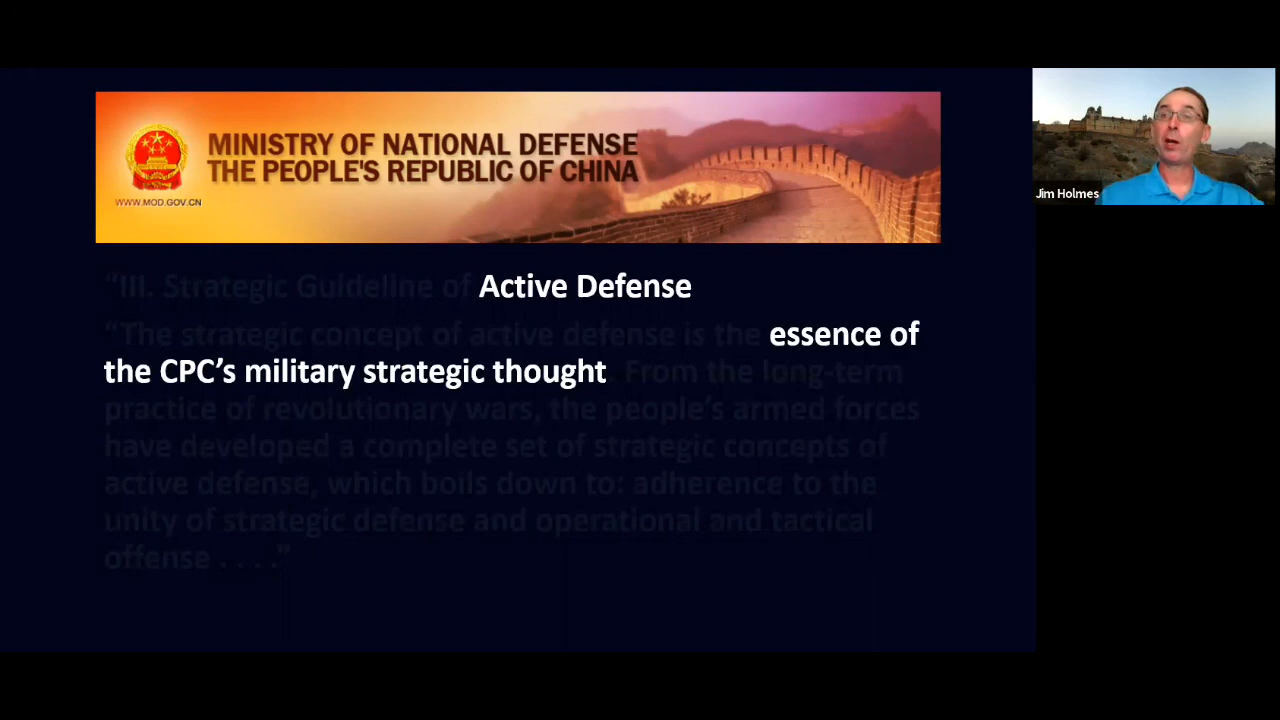 MINISTRY OF NATIONAL DEFENSE
THE PEOPLE'S REPUBLIC OF CHINA
WWW.MOD.GOV.CN
Jim Holmes
“III. Strategic Guideline of Active Defense
“The strategic concept of active defense is the essence of
the CPC’s military strategic thought. From the long-term
practice of revolutionary wars, the people’s armed forces
have developed a complete set of strategic concepts of
active defense, which boils down to: adherence to the
unity of strategic defense and operational and tactical
offense . . . .”